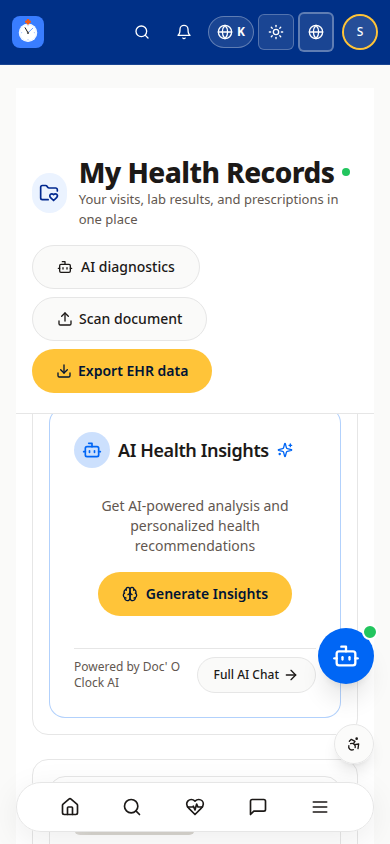 K
S
My Health Records
Your visits, lab results, and prescriptions in
one place
AI diagnostics
Scan document
Export EHR data
AI Health Insights
Get AI-powered analysis and
personalized health
recommendations
Generate Insights
Powered by Doc' O
Clock AI
Full AI Chat